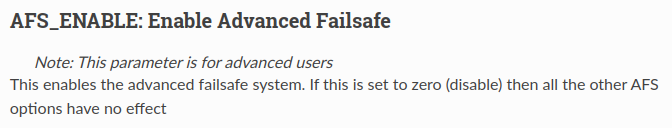 AFS_ENABLE: Enable Advanced Failsafe
Note: This parameter is for advanced users
This enables the advanced failsafe system. If this is set to zero (disable) then all the other AFS
options have no effect